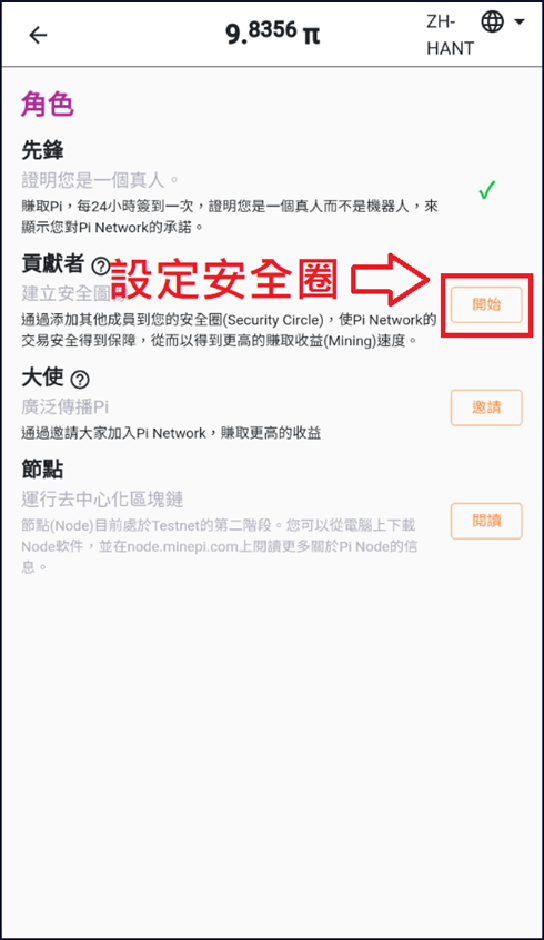 9.8356 π
ZH-
HANT
角色
先鋒
證明您是一個真人。
賺取Pi，每24小時簽到一次，證明您是一個真人而不是機器人，來
顯示您對Pi Network的承諾。
貢獻者
設定安全圈
建立安全圈
開始
通過添加其他成員到您的安全圈(Security Circle)，使Pi Network的
交易安全得到保障，從而以得到更高的賺取收益(Mining)速度。
大使
廣泛傳播Pi
邀請
通過邀請大家加入Pi Network，賺取更高的收益
節點
運行去中心化區塊鏈
節點(Node)目前處於Testnet的第二階段。您可以從電腦上下載
閱讀
Node軟件，並在node.minepi.com上閱讀更多關於Pi Node的信
息。